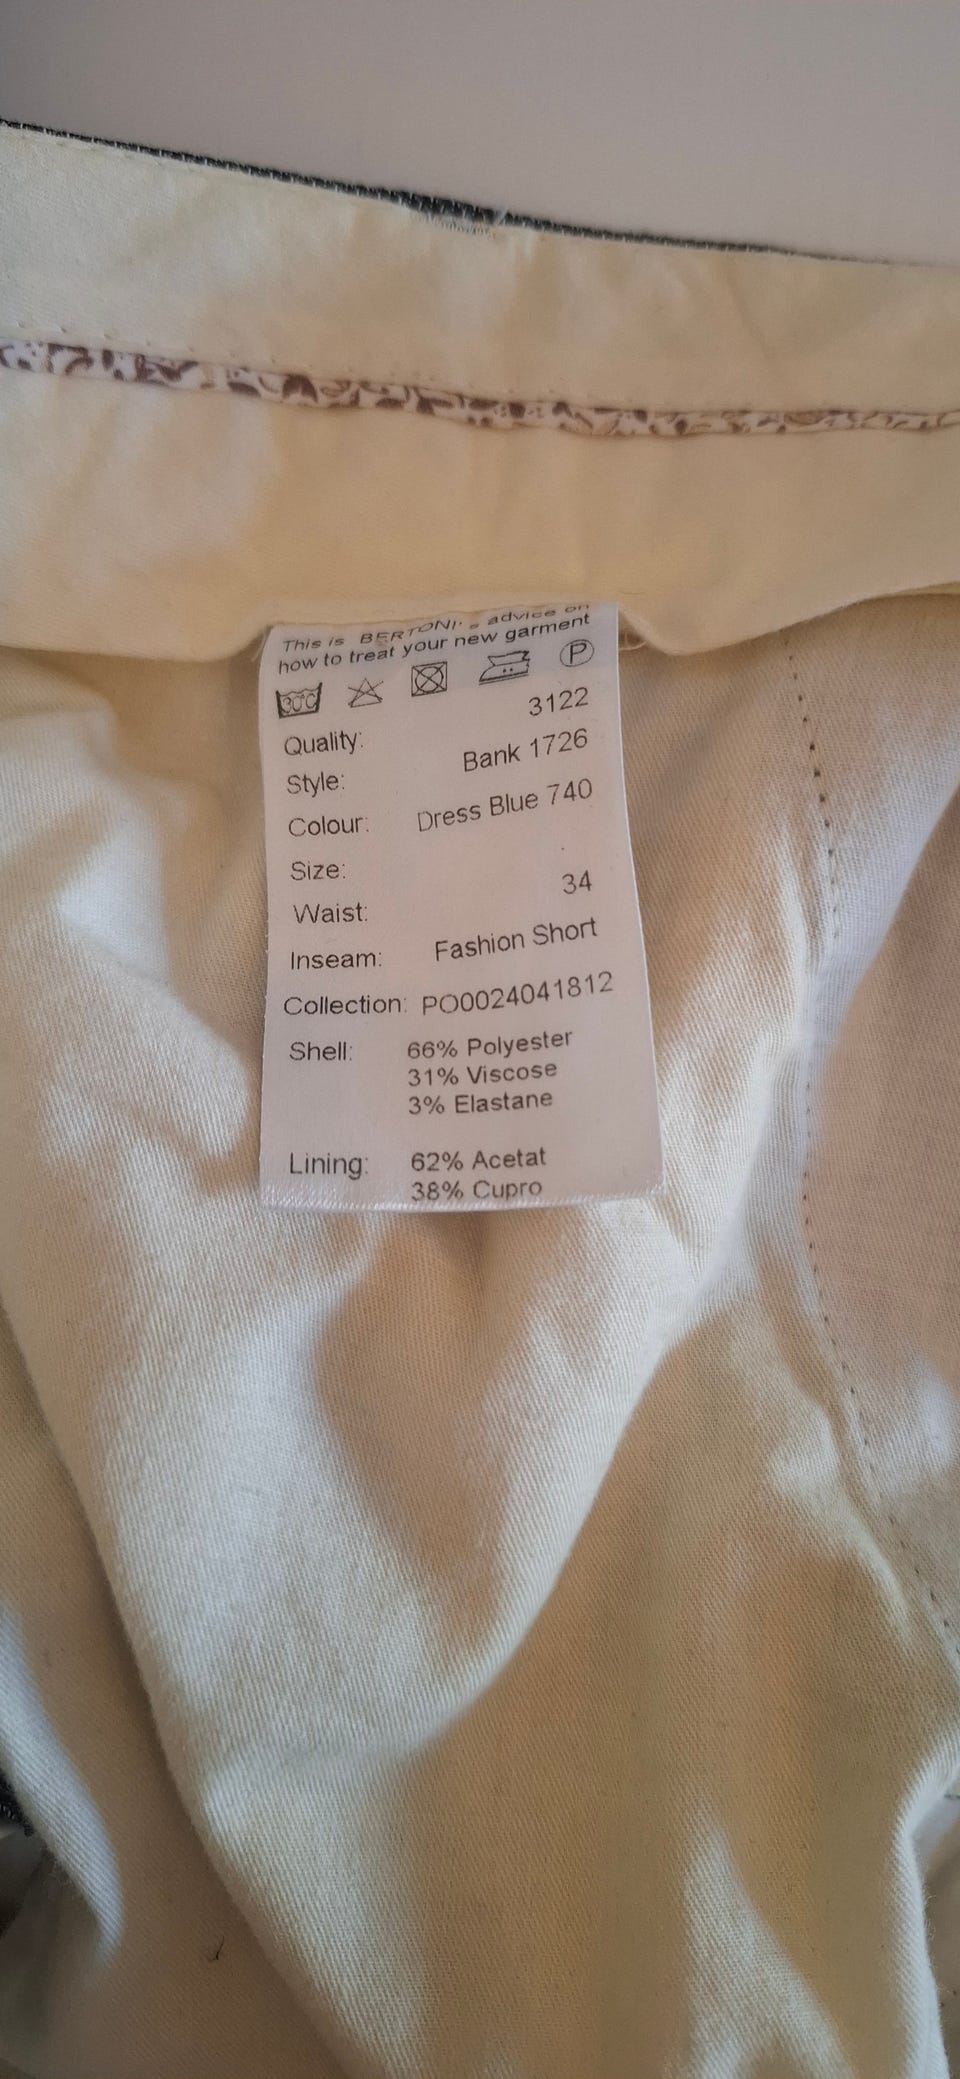 This is BERTONI's advice on
how to treat your new garment
30°C P
Quality: 3122
Style: Bank 1726
Colour: Dress Blue 740
Size:
Waist: 34
Inseam: Fashion Short
Collection: PO0024041812
Shell: 66% Polyester
31% Viscose
3% Elastane
Lining: 62% Acetat
38% Cupro